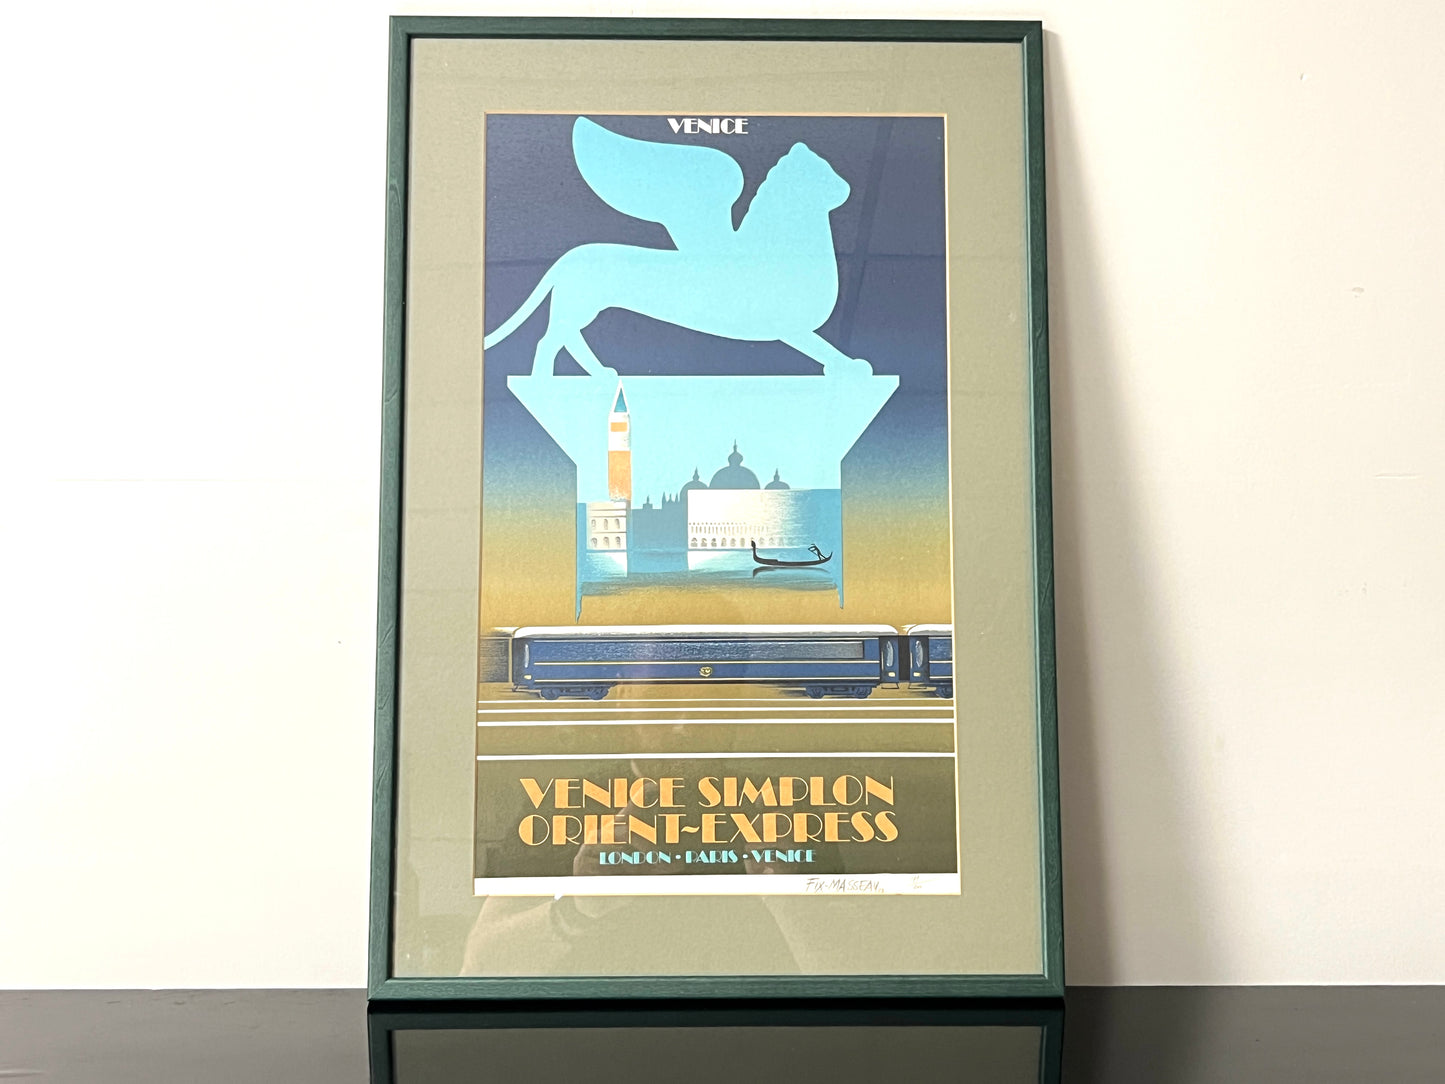 VENICE
VENICE SIMPLON
ORIENT~EXPRESS
LONDON • PARIS • VENICE
FIX-MASSEAU